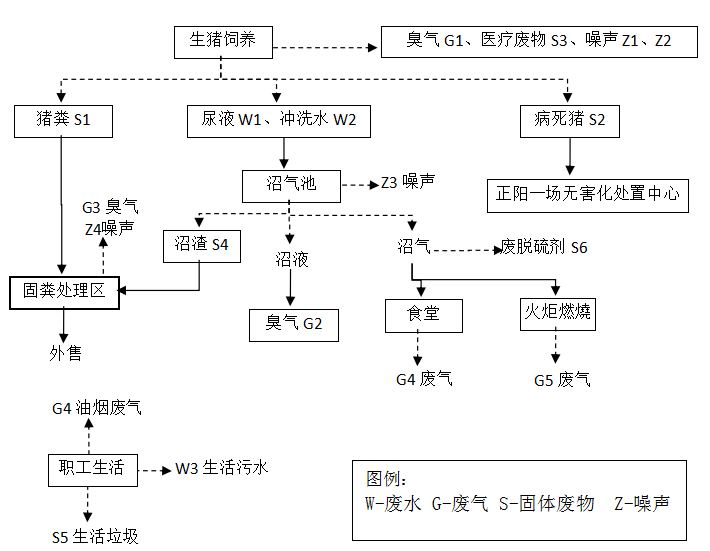 生猪饲养
臭气 G1、医疗废物 S3、噪声 Z1、Z2
猪粪 S1
尿液 W1、冲洗水 W2
病死猪 S2
沼气池
Z3 噪声
正阳一场无害化处置中心
G3 臭气
Z4噪声
沼渣 S4
沼液
沼气
废脱硫剂 S6
固粪处理区
臭气 G2
食堂
火炬燃烧
外售
G4 废气
G5 废气
G4 油烟废气
职工生活
W3 生活污水
S5 生活垃圾
图例：
W-废水 G-废气 S-固体废物 Z-噪声